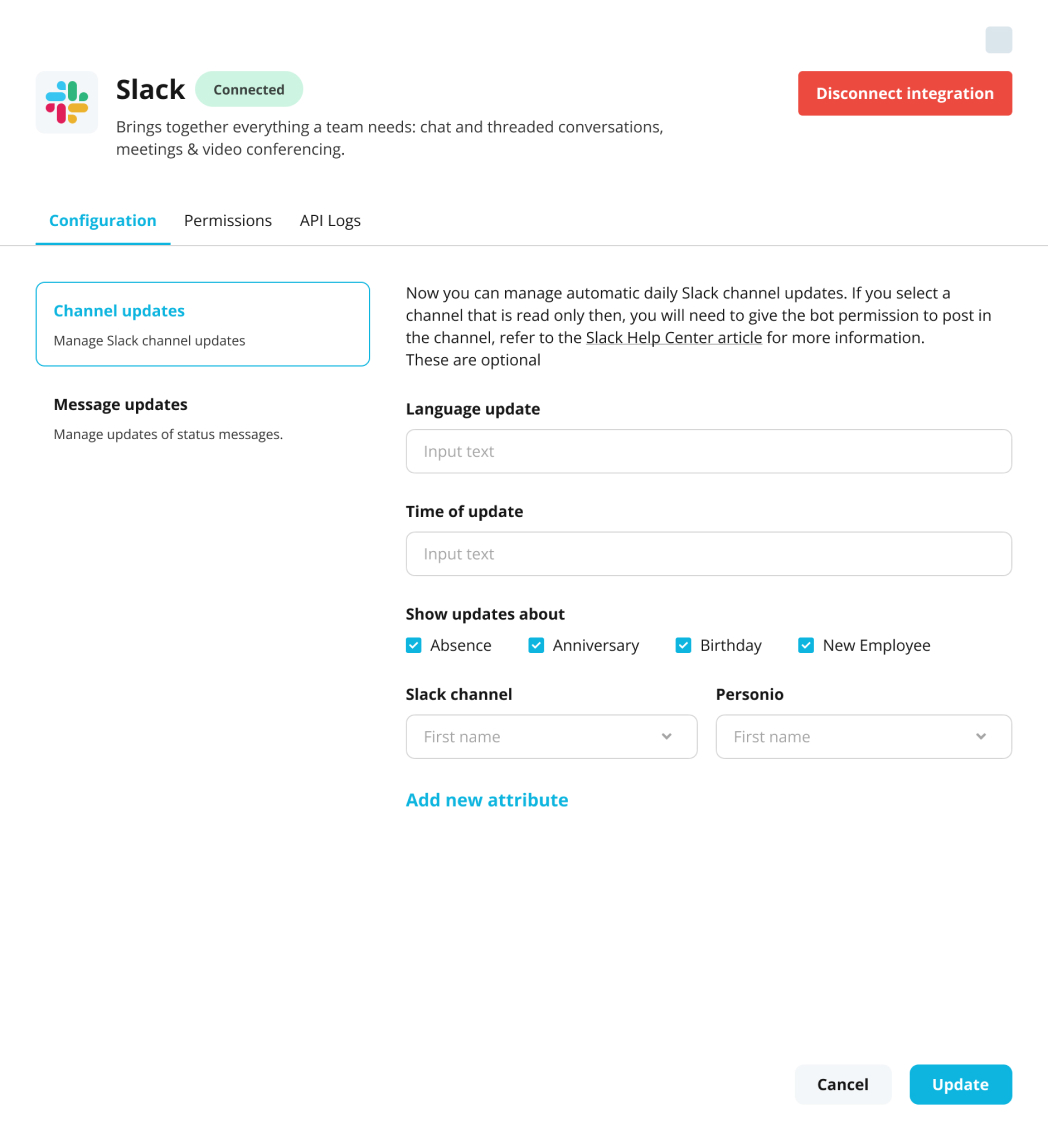 Slack
Connected
Disconnect integration
Brings together everything a team needs: chat and threaded conversations,
meetings & video conferencing.
Configuration
Permissions
API Logs
Channel updates
Manage Slack channel updates
Message updates
Manage updates of status messages.
Now you can manage automatic daily Slack channel updates. If you select a
channel that is read only then, you will need to give the bot permission to post in
the channel, refer to the Slack Help Center article for more information.
These are optional
Language update
Input text
Time of update
Input text
Show updates about
Absence
Anniversary
Birthday
New Employee
Slack channel
Personio
First name
First name
Add new attribute
Cancel
Update